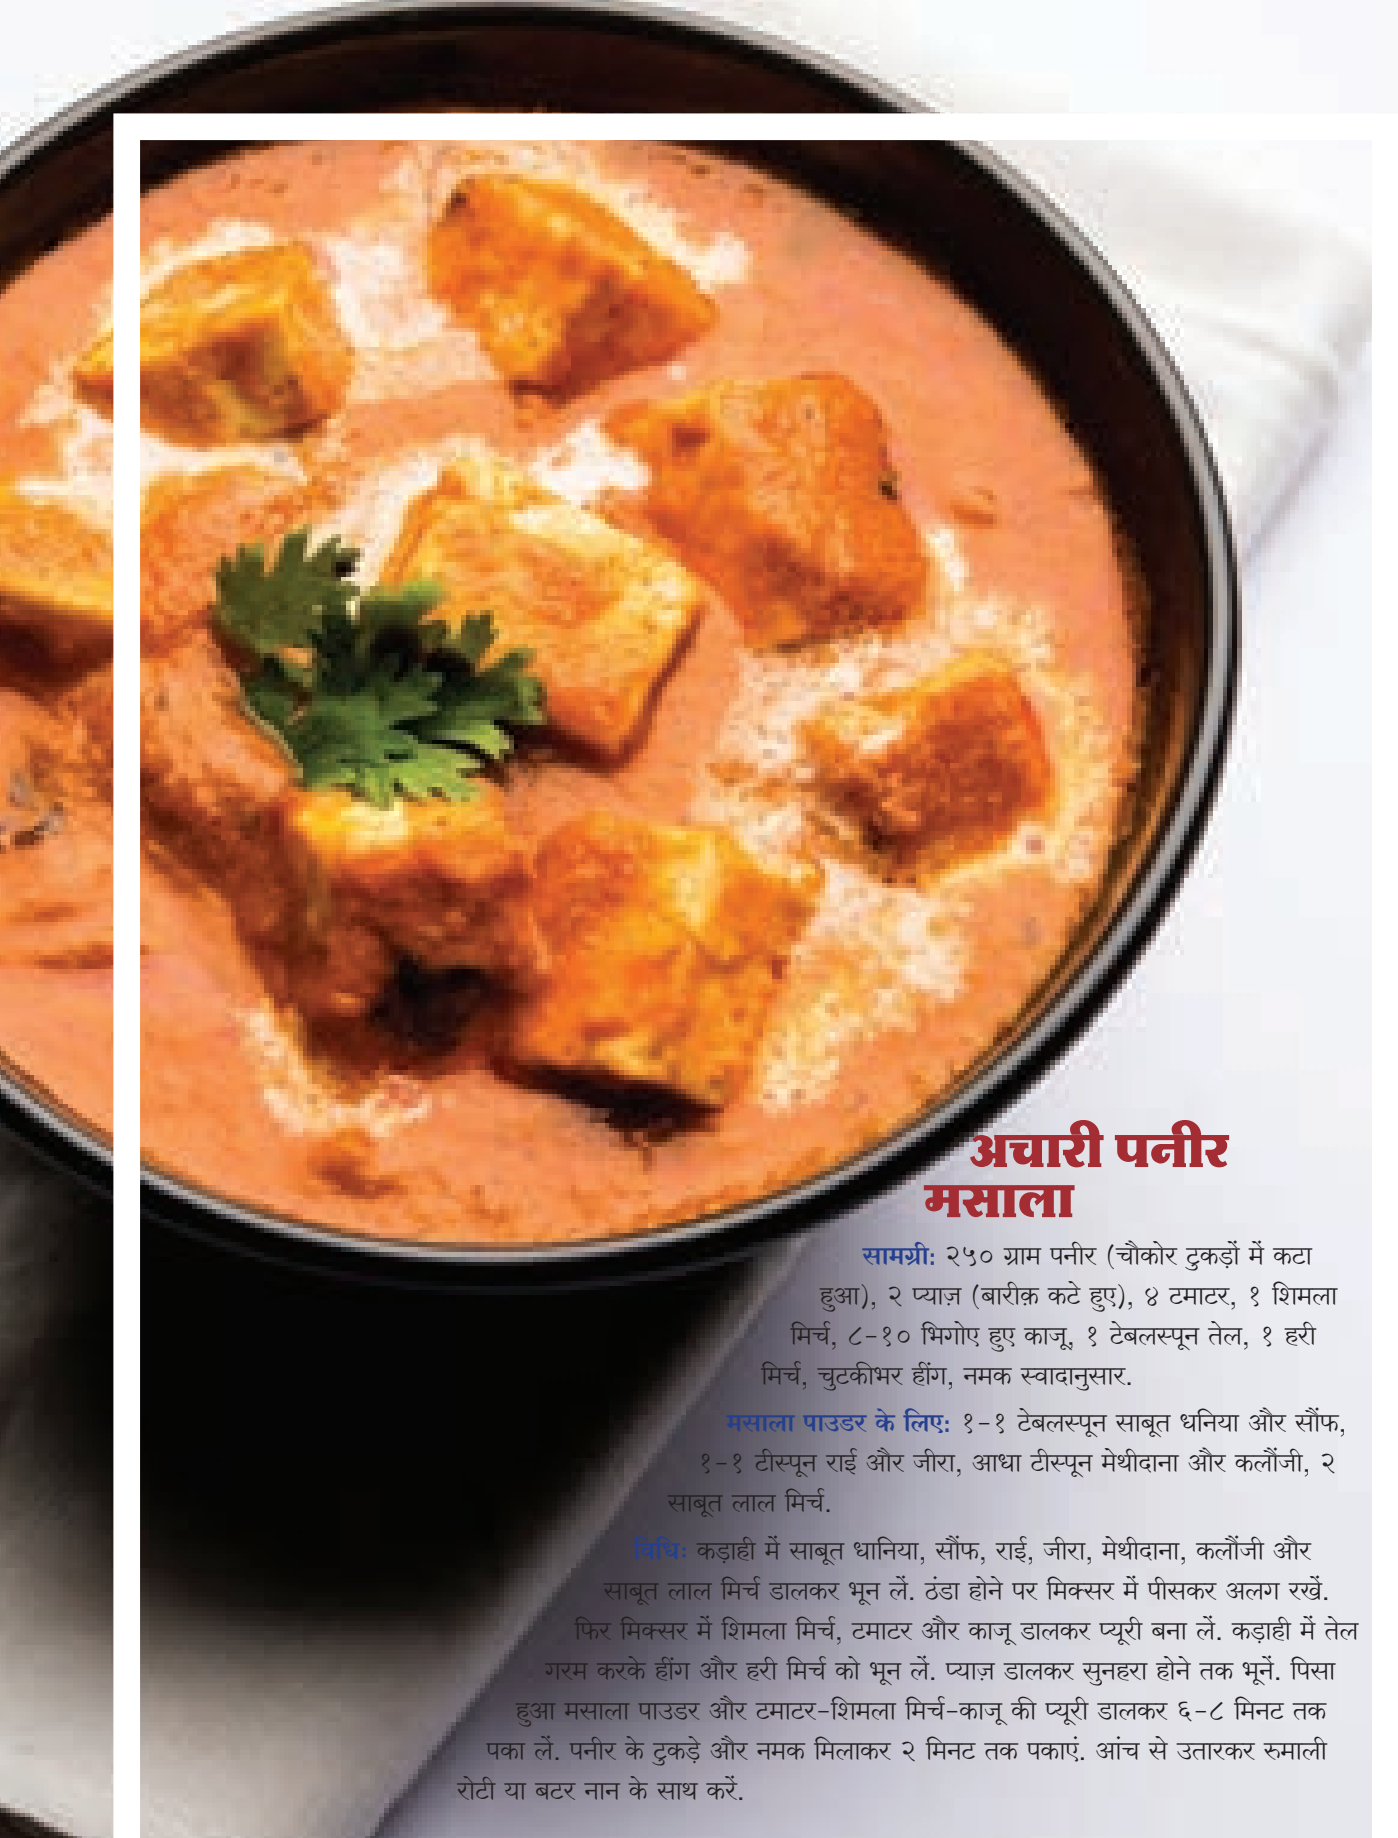 अचारी पनीर
मसाला
सामग्री: २५० ग्राम पनीर (चौकोर टुकड़ों में कटा
हुआ), २ प्याज़ (बारीक़ कटे हुए), ४ टमाटर, १ शिमला
मिर्च, ८-१० भिगोए हुए काजू, १ टेबलस्पून तेल, १ हरी
मिर्च, चुटकीभर हींग, नमक स्वादानुसार.
मसाला पाउडर के लिए: १-१ टेबलस्पून साबूत धनिया और सौंफ,
१-१ टीस्पून राई और जीरा, आधा टीस्पून मेथीदाना और कलौंजी, २
साबूत लाल मिर्च.
विधि: कड़ाही में साबूत धानिया, सौंफ, राई, जीरा, मेथीदाना, कलौंजी और
साबूत लाल मिर्च डालकर भून लें. ठंडा होने पर मिक्सर में पीसकर अलग रखें.
फिर मिक्सर में शिमला मिर्च, टमाटर और काजू डालकर प्यूरी बना लें. कड़ाही में तेल
गरम करके हींग और हरी मिर्च को भून लें. प्याज़ डालकर सुनहरा होने तक भूनें. पिसा
हुआ मसाला पाउडर और टमाटर-शिमला मिर्च-काजू की प्यूरी डालकर ६-८ मिनट तक
पका लें. पनीर के टुकड़े और नमक मिलाकर २ मिनट तक पकाएं. आंच से उतारकर रुमाली
रोटी या बटर नान के साथ करें.